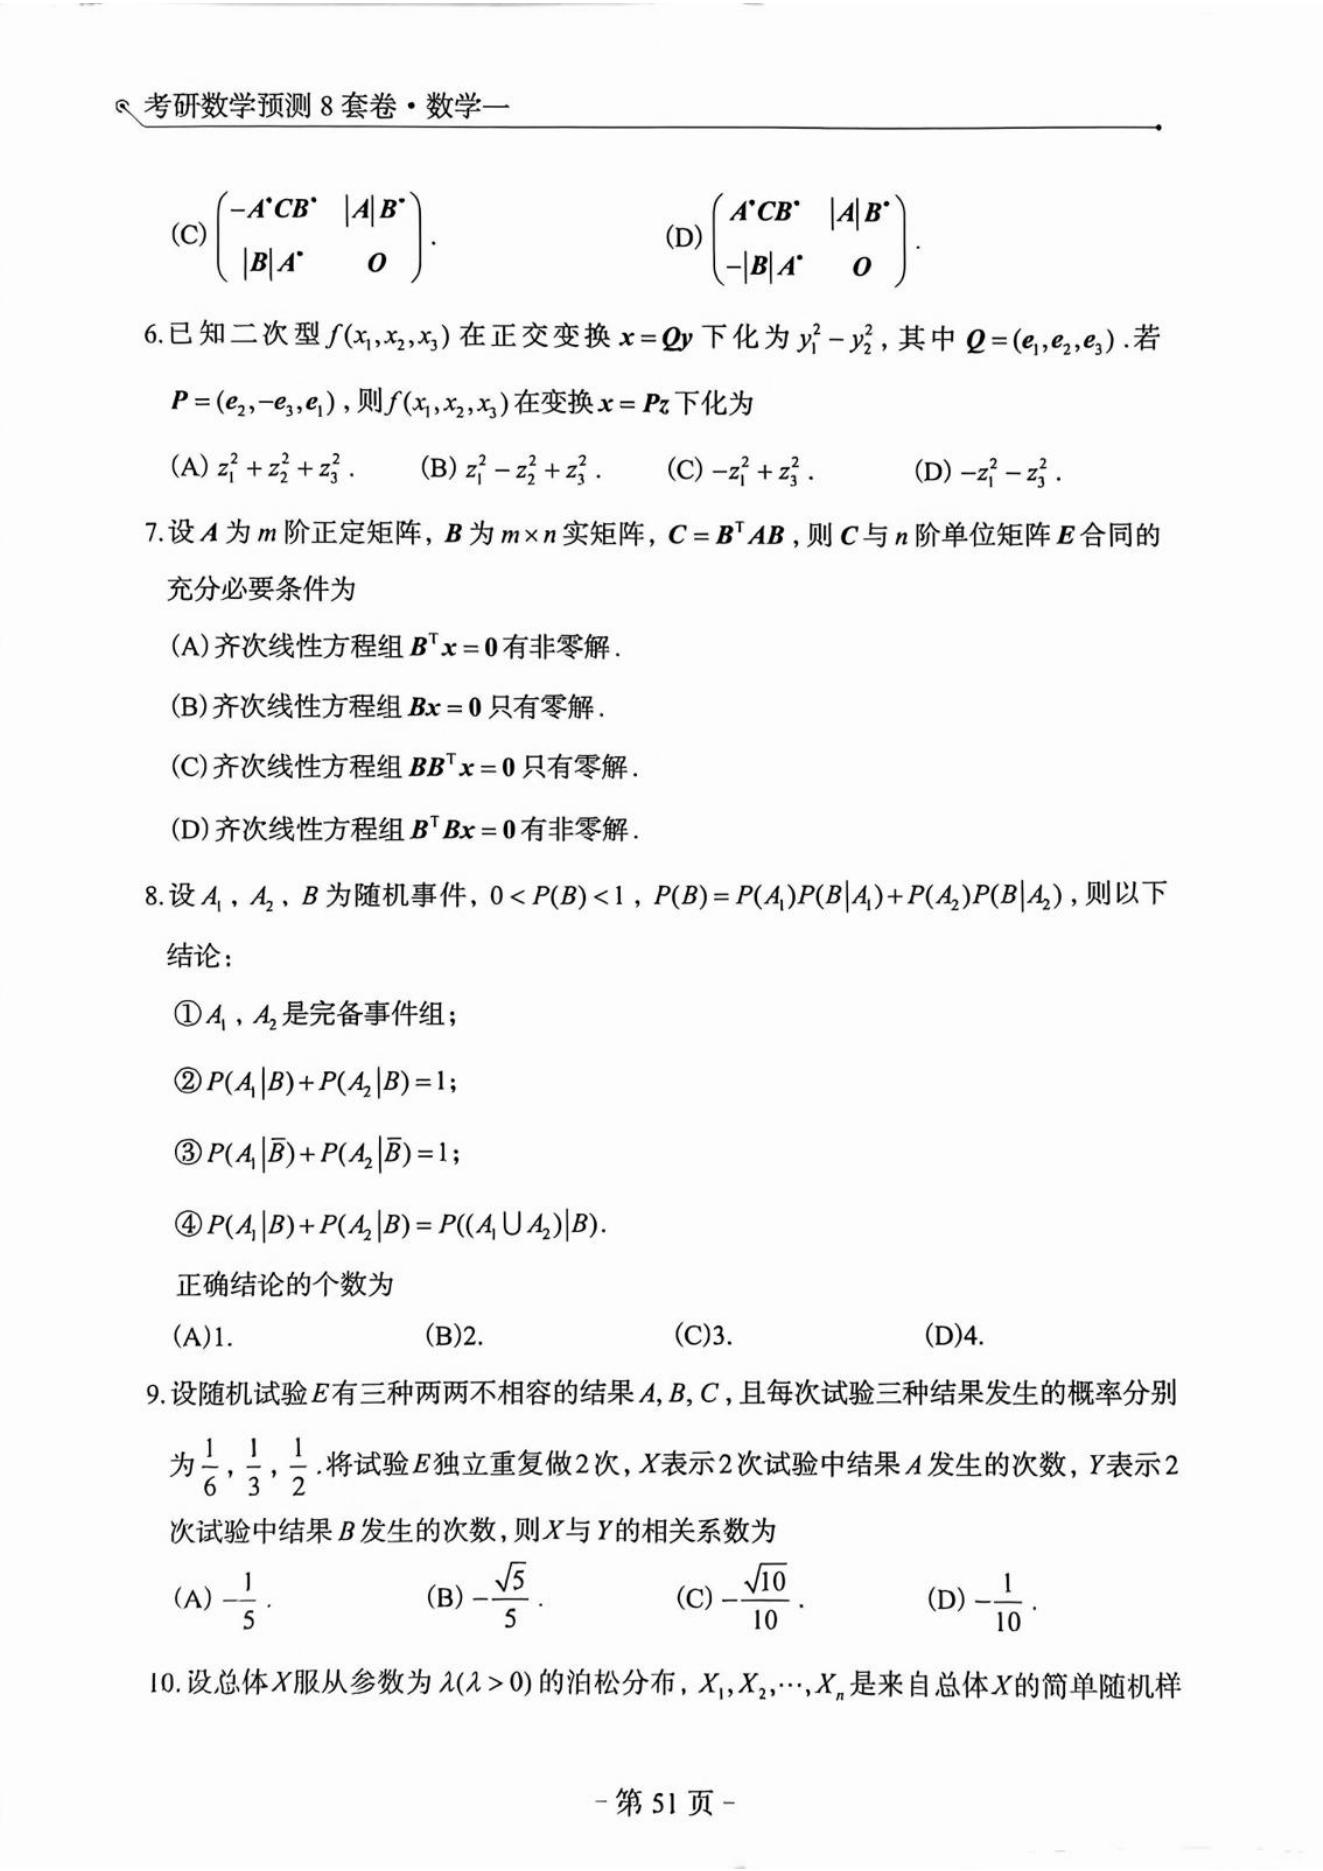 考研数学预测8套卷·数学一
(C) $\begin{pmatrix} -A^*CB^* & |A|B^* \\ |B|A^* & O \end{pmatrix}$. (D) $\begin{pmatrix} A^*CB^* & |A|B^* \\ -|B|A^* & O \end{pmatrix}$.
6.已知二次型 $f(x_1,x_2,x_3)$ 在正交变换 $x=Qy$ 下化为 $y_1^2-y_2^2$,其中 $Q=(e_1,e_2,e_3)$.若
$P=(e_2,-e_3,e_1)$,则$f(x_1,x_2,x_3)$在变换$x=Pz$下化为
(A) $z_1^2+z_2^2+z_3^2$. (B) $z_1^2-z_2^2+z_3^2$. (C) $-z_1^2+z_3^2$. (D) $-z_1^2-z_3^2$.
7.设$A$为$m$阶正定矩阵,$B$为$m×n$实矩阵,$C=B^TAB$,则$C$与$n$阶单位矩阵$E$合同的
充分必要条件为
(A)齐次线性方程组$B^Tx=0$有非零解.
(B)齐次线性方程组$Bx=0$只有零解.
(C)齐次线性方程组$BB^Tx=0$只有零解.
(D)齐次线性方程组$B^TBx=0$有非零解.
8.设$A_1$,$A_2$、$B$为随机事件,$0<P(B)<1$,$P(B)=P(A_1)P(B|A_1)+P(A_2)P(B|A_2)$,则以下
结论:
①$A_1$,$A_2$是完备事件组;
②$P(A_1|B)+P(A_2|B)=1$;
③$P(A_1|\bar{B})+P(A_2|\bar{B})=1$;
④$P(A_1|B)+P(A_2|B)=P((A_1∪A_2)|B)$.
正确结论的个数为
(A)1. (B)2. (C)3. (D)4.
9.设随机试验$E$有三种两两不相容的结果$A,B,C$,且每次试验三种结果发生的概率分别
为$\frac{1}{6}$,$\frac{1}{3}$,$\frac{1}{2}$.将试验$E$独立重复做2次,$X$表示2次试验中结果$A$发生的次数,$Y$表示2
次试验中结果$B$发生的次数,则$X$与$Y$的相关系数为
(A) $-\frac{1}{5}$. (B) $-\frac{\sqrt{5}}{5}$. (C) $-\frac{\sqrt{10}}{10}$. (D) $-\frac{1}{10}$.
10.设总体$X$服从参数为$λ(λ>0)$的泊松分布,$X_1,X_2,⋯,X_n$是来自总体$X$的简单随机样
-第51页-